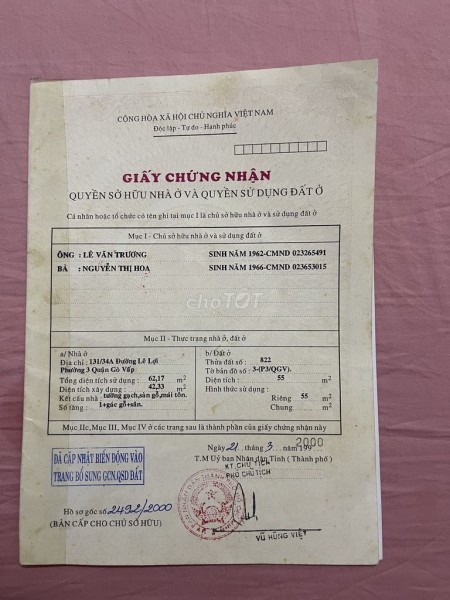 CỘNG HÒA XÃ HỘI CHỦ NGHĨA VIỆT NAM
Độc lập - Tự do - Hạnh phúc
GIẤY CHỨNG NHẬN
QUYỀN SỞ HỮU NHÀ Ở VÀ QUYỀN SỬ DỤNG ĐẤT Ở
Cá nhân hoặc tổ chức có tên ghi tại mục I là chủ sở hữu nhà ở và sử dụng đất ở
Mục I - Chủ sở hữu nhà ở và sử dụng đất ở
ÔNG : LÊ VĂN TRƯƠNG SINH NĂM 1962-CMND 023265491
BÀ : NGUYỄN THỊ HOA SINH NĂM 1966-CMND 023653015
chợTỐT
Mục II - Thực trạng nhà ở, đất ở
a/ Nhà ở
Địa chỉ : 131/34A Đường Lê Lợi
Phường 3 Quận Gò Vấp
Tổng diện tích sử dụng : 62,17 m2
Diện tích xây dựng : 42,33 m2
Kết cấu nhà : tường gạch,sàn gỗ,mái tôn.
Số tầng : 1+gác gỗ+sân.
b/ Đất ở
Thửa đất số : 822
Tờ bản đồ số : 3-(P3/QGV).
Diện tích : 55 m2
Hình thức sử dụng :
Riêng : 55 m2
Chung : m2
Mục IIc, Mục III, Mục IV ở các trang sau là thành phần của giấy chứng nhận này
ĐÃ CẬP NHẬT BIẾN ĐỘNG VÀO
TRANG BỔ SUNG GCN.QSD ĐẤT
Ngày 21 tháng 3 năm 199 2000
T.M Uỷ ban Nhân dân Tỉnh ( Thành phố )
KT.CHỦ TỊCH
PHÓ CHỦ TỊCH
Hồ sơ gốc số 2492/2000
(BẢN CẤP CHO CHỦ SỞ HỮU)
VŨ HÙNG VIỆT